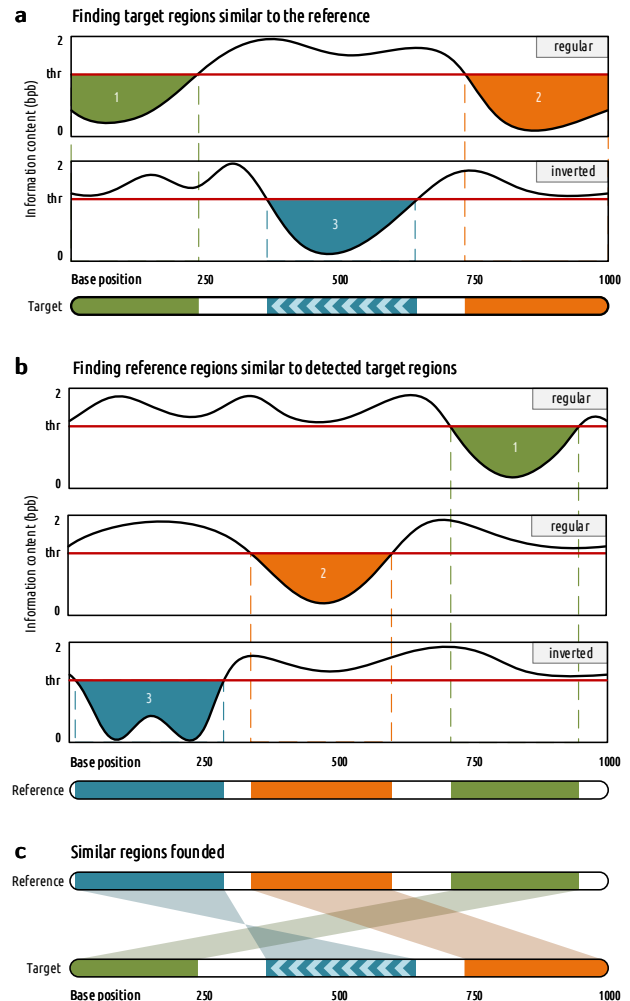 a Finding target regions similar to the reference
2
regular
thr
1
2
0
Information content (bpb)
2
inverted
thr
3
0
Base position 250 500 750 1000
Target
b Finding reference regions similar to detected target regions
2
regular
thr
1
0
Information content (bpb)
2
regular
thr
2
0
2
inverted
thr
3
0
Base position 250 500 750 1000
Reference
c Similar regions founded
Reference
Target
Base position 250 500 750 1000